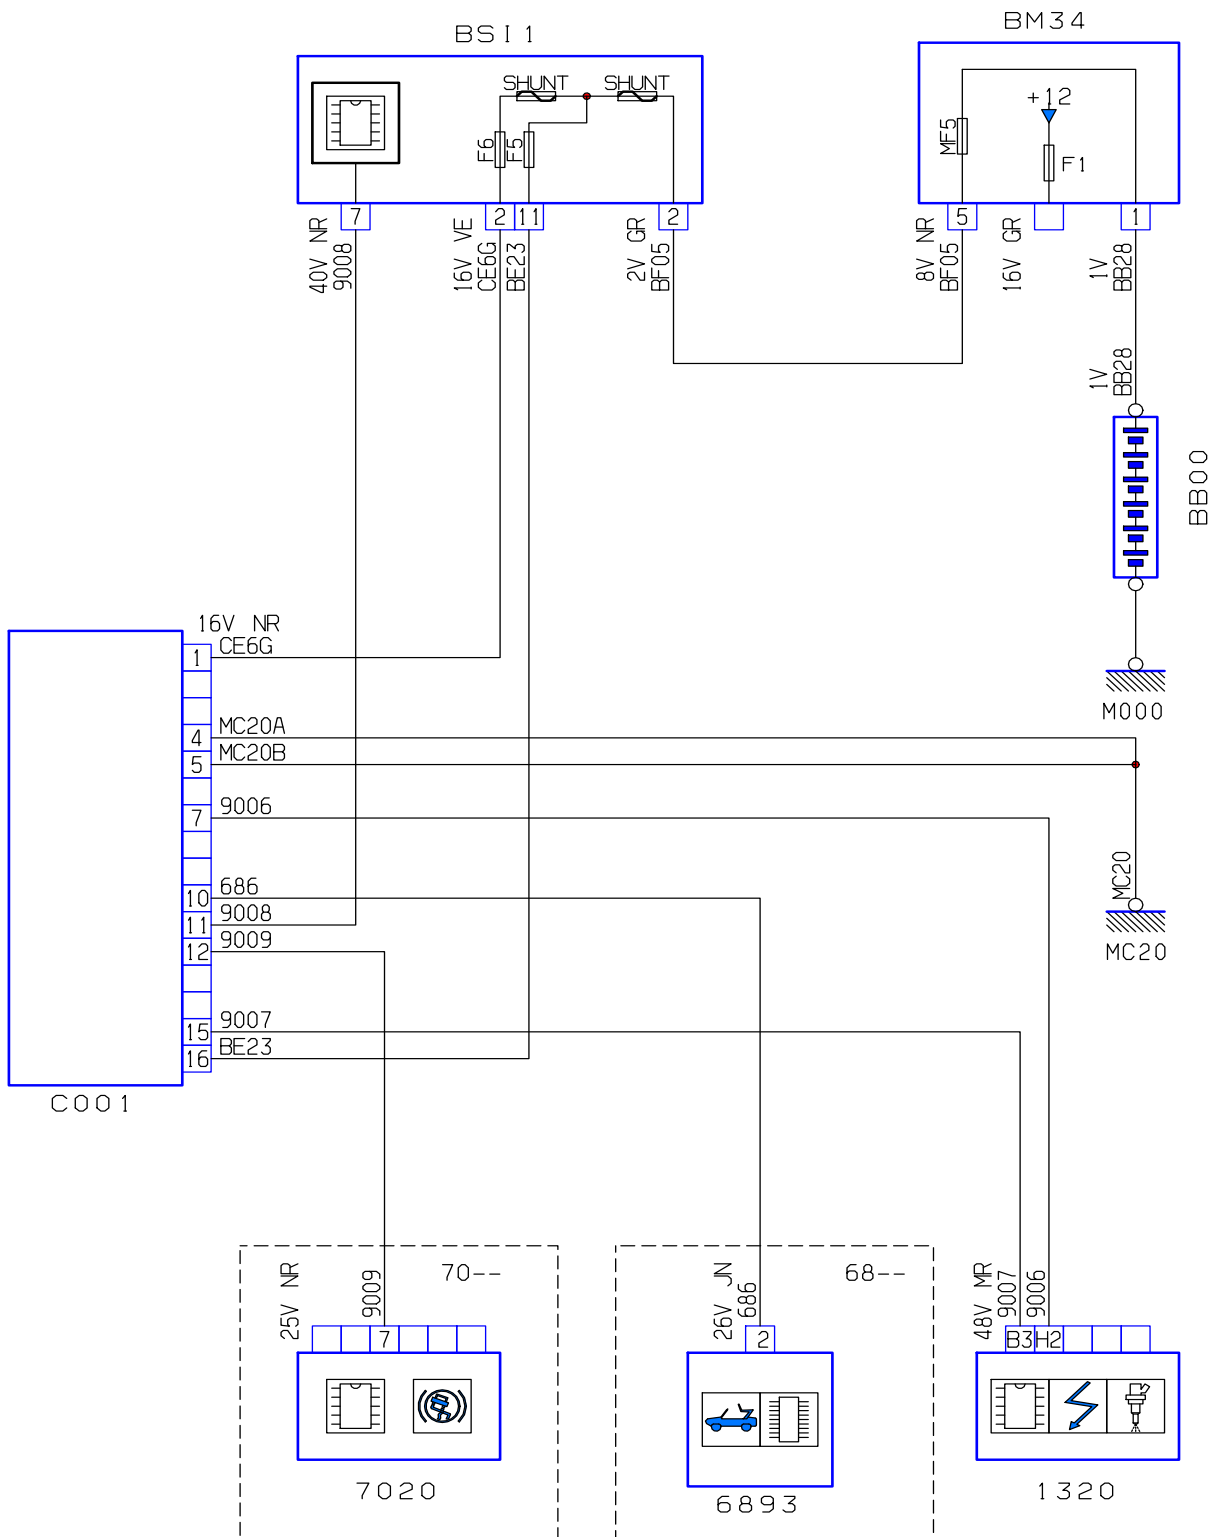 BSI1
BM34
SHUNT SHUNT
+12
MF5
F1
F6
F5
7
2
11
2
5
1
40V NR
9008
16V VE
CE6G
BE23
2V GR
BF05
8V NR
BF05
16V GR
1V
BB28
1V
BB28
BB00
16V NR
1
CE6G
M000
4
MC20A
5
MC20B
7
9006
MC20
10
686
11
9008
12
9009
MC20
15
9007
16
BE23
C001
70--
68--
25V NR
9009
26V JN
686
48V MR
9007
9006
7
2
B3
H2
7020
6893
1320